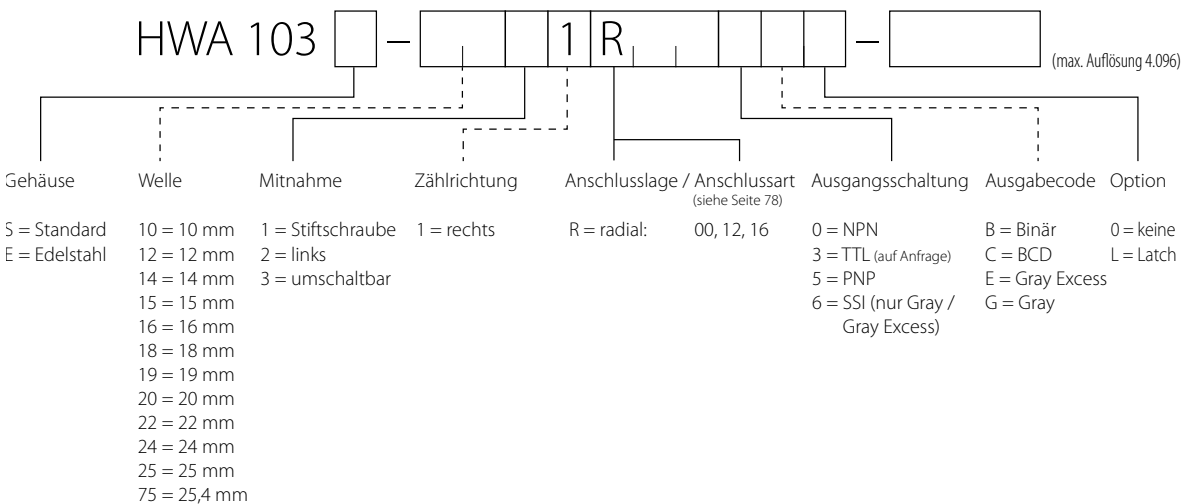 HWA 103 – 1 R – (max. Auflösung 4.096)
Gehäuse Welle Mitnahme Zählrichtung Anschlusslage / Anschlussart Ausgangsschaltung Ausgabecode Option
(siehe Seite 78)
S = Standard 10 = 10 mm 1 = Stiftschraube 1 = rechts R = radial: 00, 12, 16 0 = NPN B = Binär 0 = keine
E = Edelstahl 12 = 12 mm 2 = links 3 = TTL (auf Anfrage) C = BCD L = Latch
14 = 14 mm 3 = umschaltbar 5 = PNP E = Gray Excess
15 = 15 mm 6 = SSI (nur Gray / G = Gray
16 = 16 mm Gray Excess)
18 = 18 mm
19 = 19 mm
20 = 20 mm
22 = 22 mm
24 = 24 mm
25 = 25 mm
75 = 25,4 mm